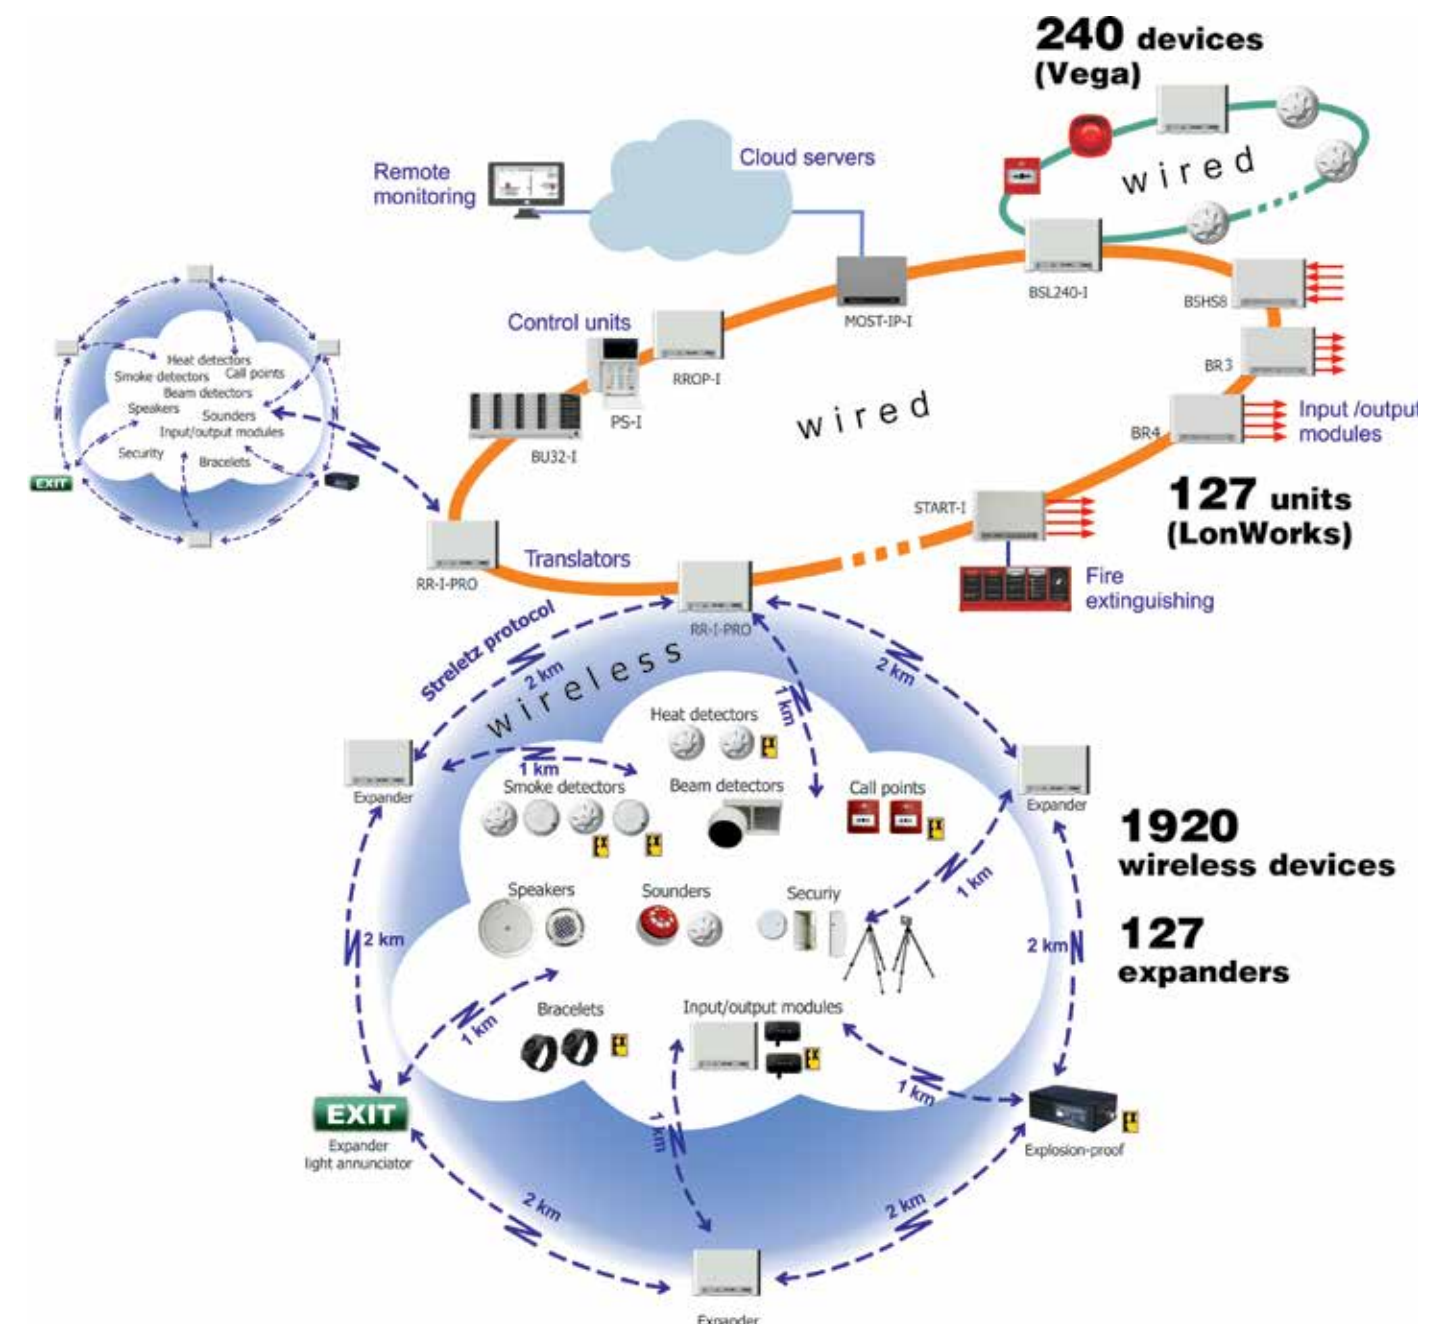 240 devices
(Vega)
wired
Remote
monitoring
Cloud servers
BSL240-I
BSHS8
MOST-IP-I
Control units
RROP-I
BR3
PS-I
BU32-I
wired
BR4
Input /output
modules
127 units
(LonWorks)
START-I
Fire
extinguishing
Heat detectors
Smoke detectors
Call points
Beam detectors
Speakers
Sounders
Input/output modules
Security
Bracelets
EXIT
RR-I-PRO
Translators
RR-I-PRO
Streletz protocol
2 km
wireless
2 km
1 km
Heat detectors
1 km
Smoke detectors
Beam detectors
Call points
Expander
Expander
1920
wireless devices
127
expanders
Speakers
Sounders
Securiy
1 km
2 km
2 km
Bracelets
Input/output modules
1 km
1 km
1 km
EXIT
Expander
light annunciator
Explosion-proof
2 km
2 km
Expander